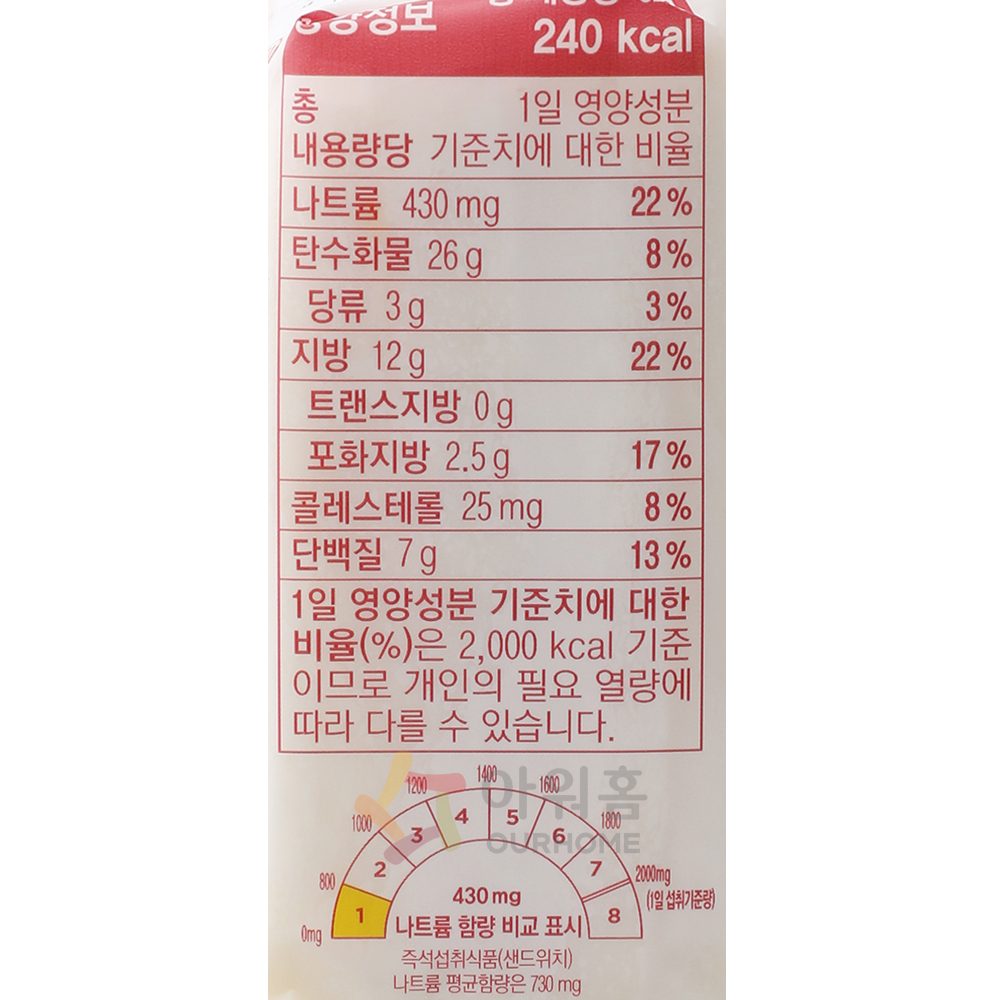 영양정보
240 kcal
총 1일 영양성분
내용량당 기준치에 대한 비율
나트륨 430 mg 22 %
탄수화물 26 g 8 %
당류 3 g 3 %
지방 12 g 22 %
트랜스지방 0 g
포화지방 2.5 g 17 %
콜레스테롤 25 mg 8 %
단백질 7 g 13 %
1일 영양성분 기준치에 대한
비율(%)은 2,000 kcal 기준
이므로 개인의 필요 열량에
따라 다를 수 있습니다.
아워홈
OURHOME
0mg 800 1000 1200 1400 1600 1800 2000mg
(1일 섭취기준량)
1 2 3 4 5 6 7 8
430 mg
나트륨 함량 비교 표시
즉석섭취식품(샌드위치)
나트륨 평균함량은 730 mg